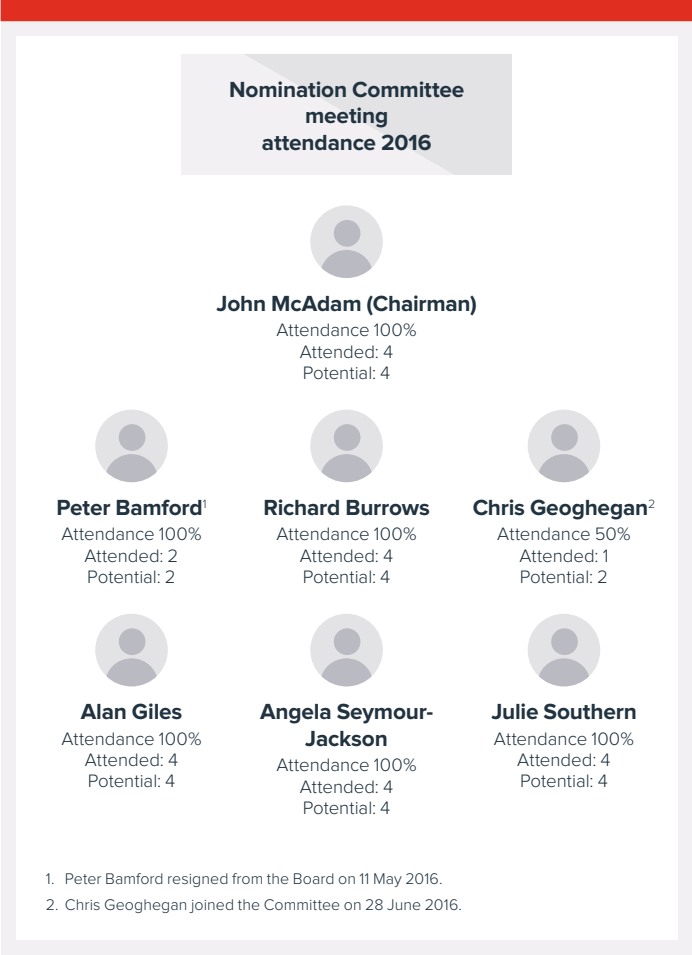 Nomination Committee
meeting
attendance 2016
John McAdam (Chairman)
Attendance 100%
Attended: 4
Potential: 4
Peter Bamford1
Attendance 100%
Attended: 2
Potential: 2
Richard Burrows
Attendance 100%
Attended: 4
Potential: 4
Chris Geoghegan2
Attendance 50%
Attended: 1
Potential: 2
Alan Giles
Attendance 100%
Attended: 4
Potential: 4
Angela Seymour-
Jackson
Attendance 100%
Attended: 4
Potential: 4
Julie Southern
Attendance 100%
Attended: 4
Potential: 4
1. Peter Bamford resigned from the Board on 11 May 2016.
2. Chris Geoghegan joined the Committee on 28 June 2016.